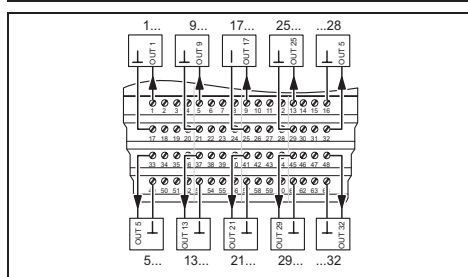 1... 9... 17... 25... ...28
OUT 1 OUT 9 OUT 17 OUT 25 OUT 5
1 2 3 4 5 6 7 8 9 10 11 2 13 14 15 16
17 18 19 20 21 22 23 24 25 26 27 28 29 30 31 32
33 34 35 36 37 38 39 40 41 42 43 45 46 47 48
50 51 55 57 58 59 62 63
OUT 5 OUT 13 OUT 21 OUT 29 OUT 32
5... 13... 21... 29... ...32